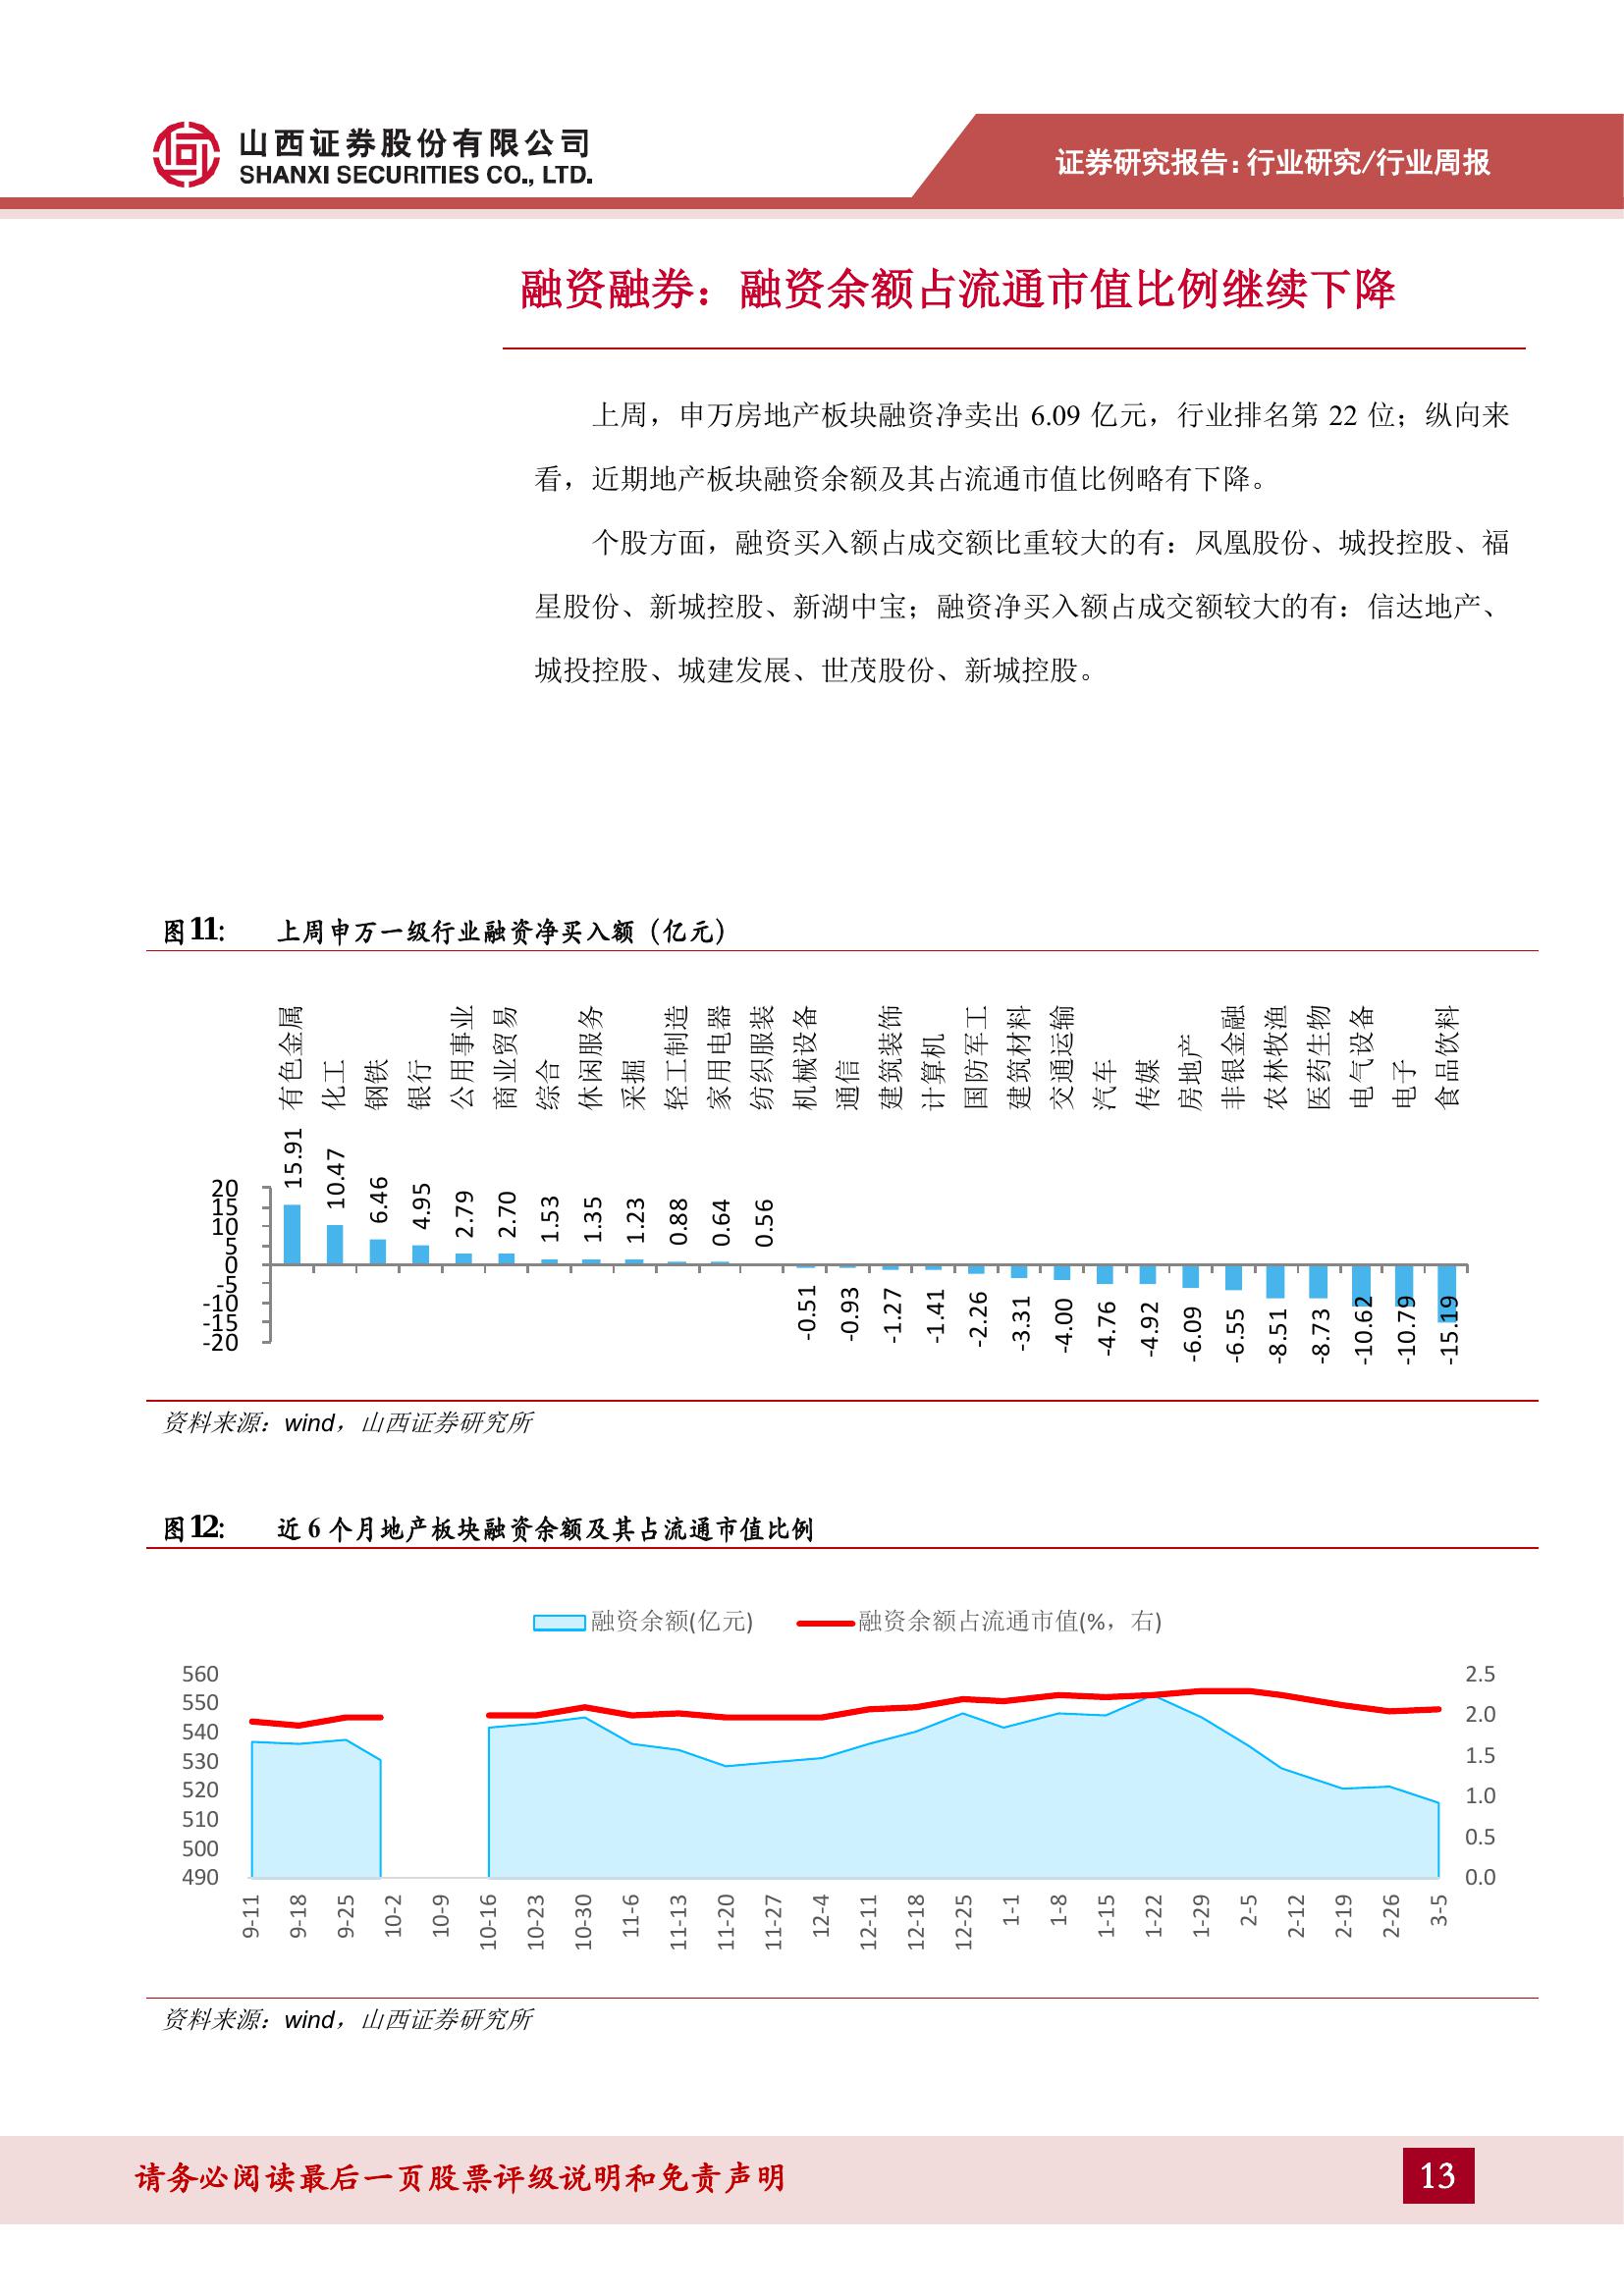 山西证券股份有限公司
SHANXI SECURITIES CO., LTD.
证券研究报告:行业研究/行业周报
融资融券：融资余额占流通市值比例继续下降
上周，申万房地产板块融资净卖出 6.09 亿元，行业排名第 22 位；纵向来
看，近期地产板块融资余额及其占流通市值比例略有下降。
个股方面，融资买入额占成交额比重较大的有：凤凰股份、城投控股、福
星股份、新城控股、新湖中宝；融资净买入额占成交额较大的有：信达地产、
城投控股、城建发展、世茂股份、新城控股。
图11: 上周申万一级行业融资净买入额（亿元）
有色金属 化工 钢铁 银行 公用事业 商业贸易 综合 休闲服务 采掘 轻工制造 家用电器 纺织服装 机械设备 通信 建筑装饰 计算机 国防军工 建筑材料 交通运输 汽车 传媒 房地产 非银金融 农林牧渔 医药生物 电气设备 电子 食品饮料
15.91 10.47 6.46 4.95 2.79 2.70 1.53 1.35 1.23 0.88 0.64 0.56 -0.51 -0.93 -1.27 -1.41 -2.26 -3.31 -4.00 -4.76 -4.92 -6.09 -6.55 -8.51 -8.73 -10.62 -10.79 -15.19
20
15
10
5
0
-5
-10
-15
-20
资料来源：wind，山西证券研究所
图12: 近 6 个月地产板块融资余额及其占流通市值比例
融资余额(亿元) 融资余额占流通市值(%，右)
560 2.5
550
540 2.0
530 1.5
520 1.0
510 0.5
500
490 0.0
9-11 9-18 9-25 10-2 10-9 10-16 10-23 10-30 11-6 11-13 11-20 11-27 12-4 12-11 12-18 12-25 1-1 1-8 1-15 1-22 1-29 2-5 2-12 2-19 2-26 3-5
资料来源：wind，山西证券研究所
请务必阅读最后一页股票评级说明和免责声明 13